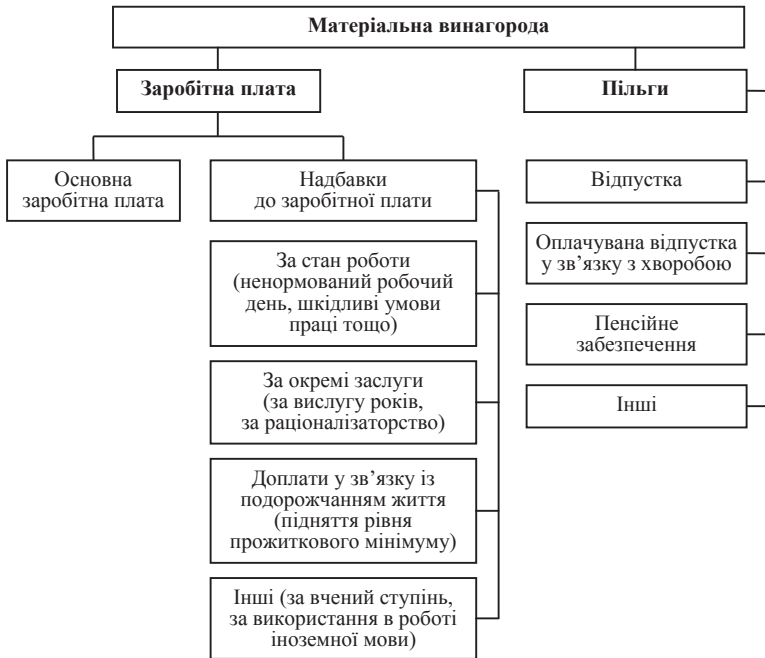 Матеріальна винагорода
Заробітна плата
Пільги
Основна
заробітна плата
Надбавки
до заробітної плати
За стан роботи
(ненормований робочий
день, шкідливі умови
праці тощо)
За окремі заслуги
(за вислугу років,
за раціоналізаторство)
Доплати у зв’язку із
подорожчанням життя
(підняття рівня
прожиткового мінімуму)
Інші (за вчений ступінь,
за використання в роботі
іноземної мови)
Відпустка
Оплачувана відпустка
у зв’язку з хворобою
Пенсійне
забезпечення
Інші